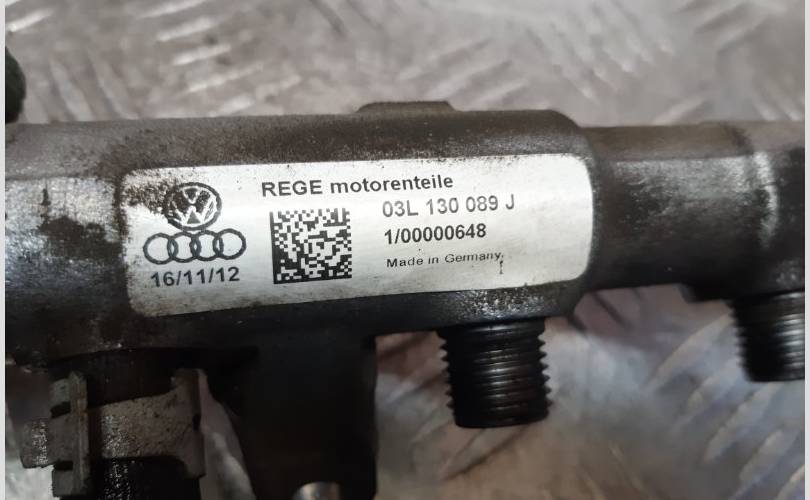 REGE motorenteile
03L 130 089 J
1/00000648
Made in Germany
16/11/12